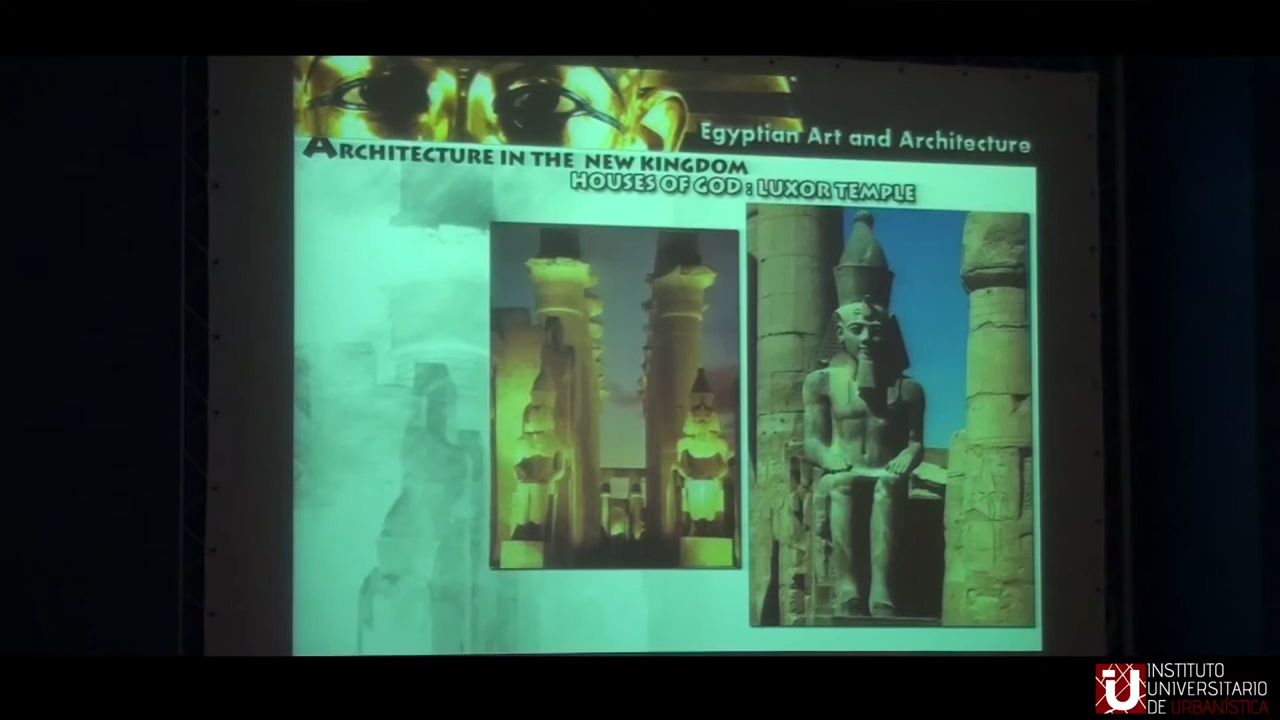 Egyptian Art and Architecture
ARCHITECTURE IN THE NEW KINGDOM
HOUSES OF GOD : LUXOR TEMPLE
INSTITUTO
UNIVERSITARIO
DE URBANÍSTICA